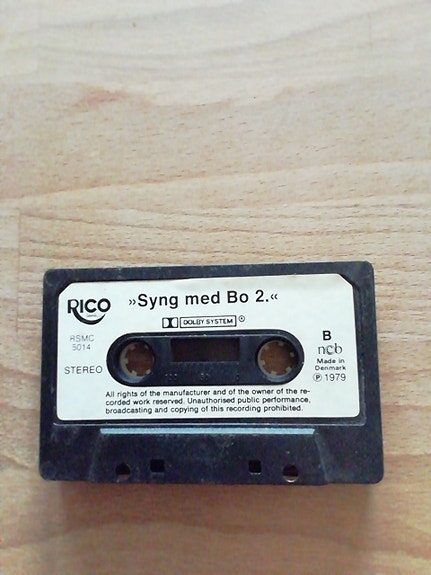 RICO
»Syng med Bo 2.«
DOLBY SYSTEM ®
RSMC
5014
STEREO
B
ncb
Made in
Denmark
℗ 1979
All rights of the manufacturer and of the owner of the re-
corded work reserved. Unauthorised public performance,
broadcasting and copying of this recording prohibited.